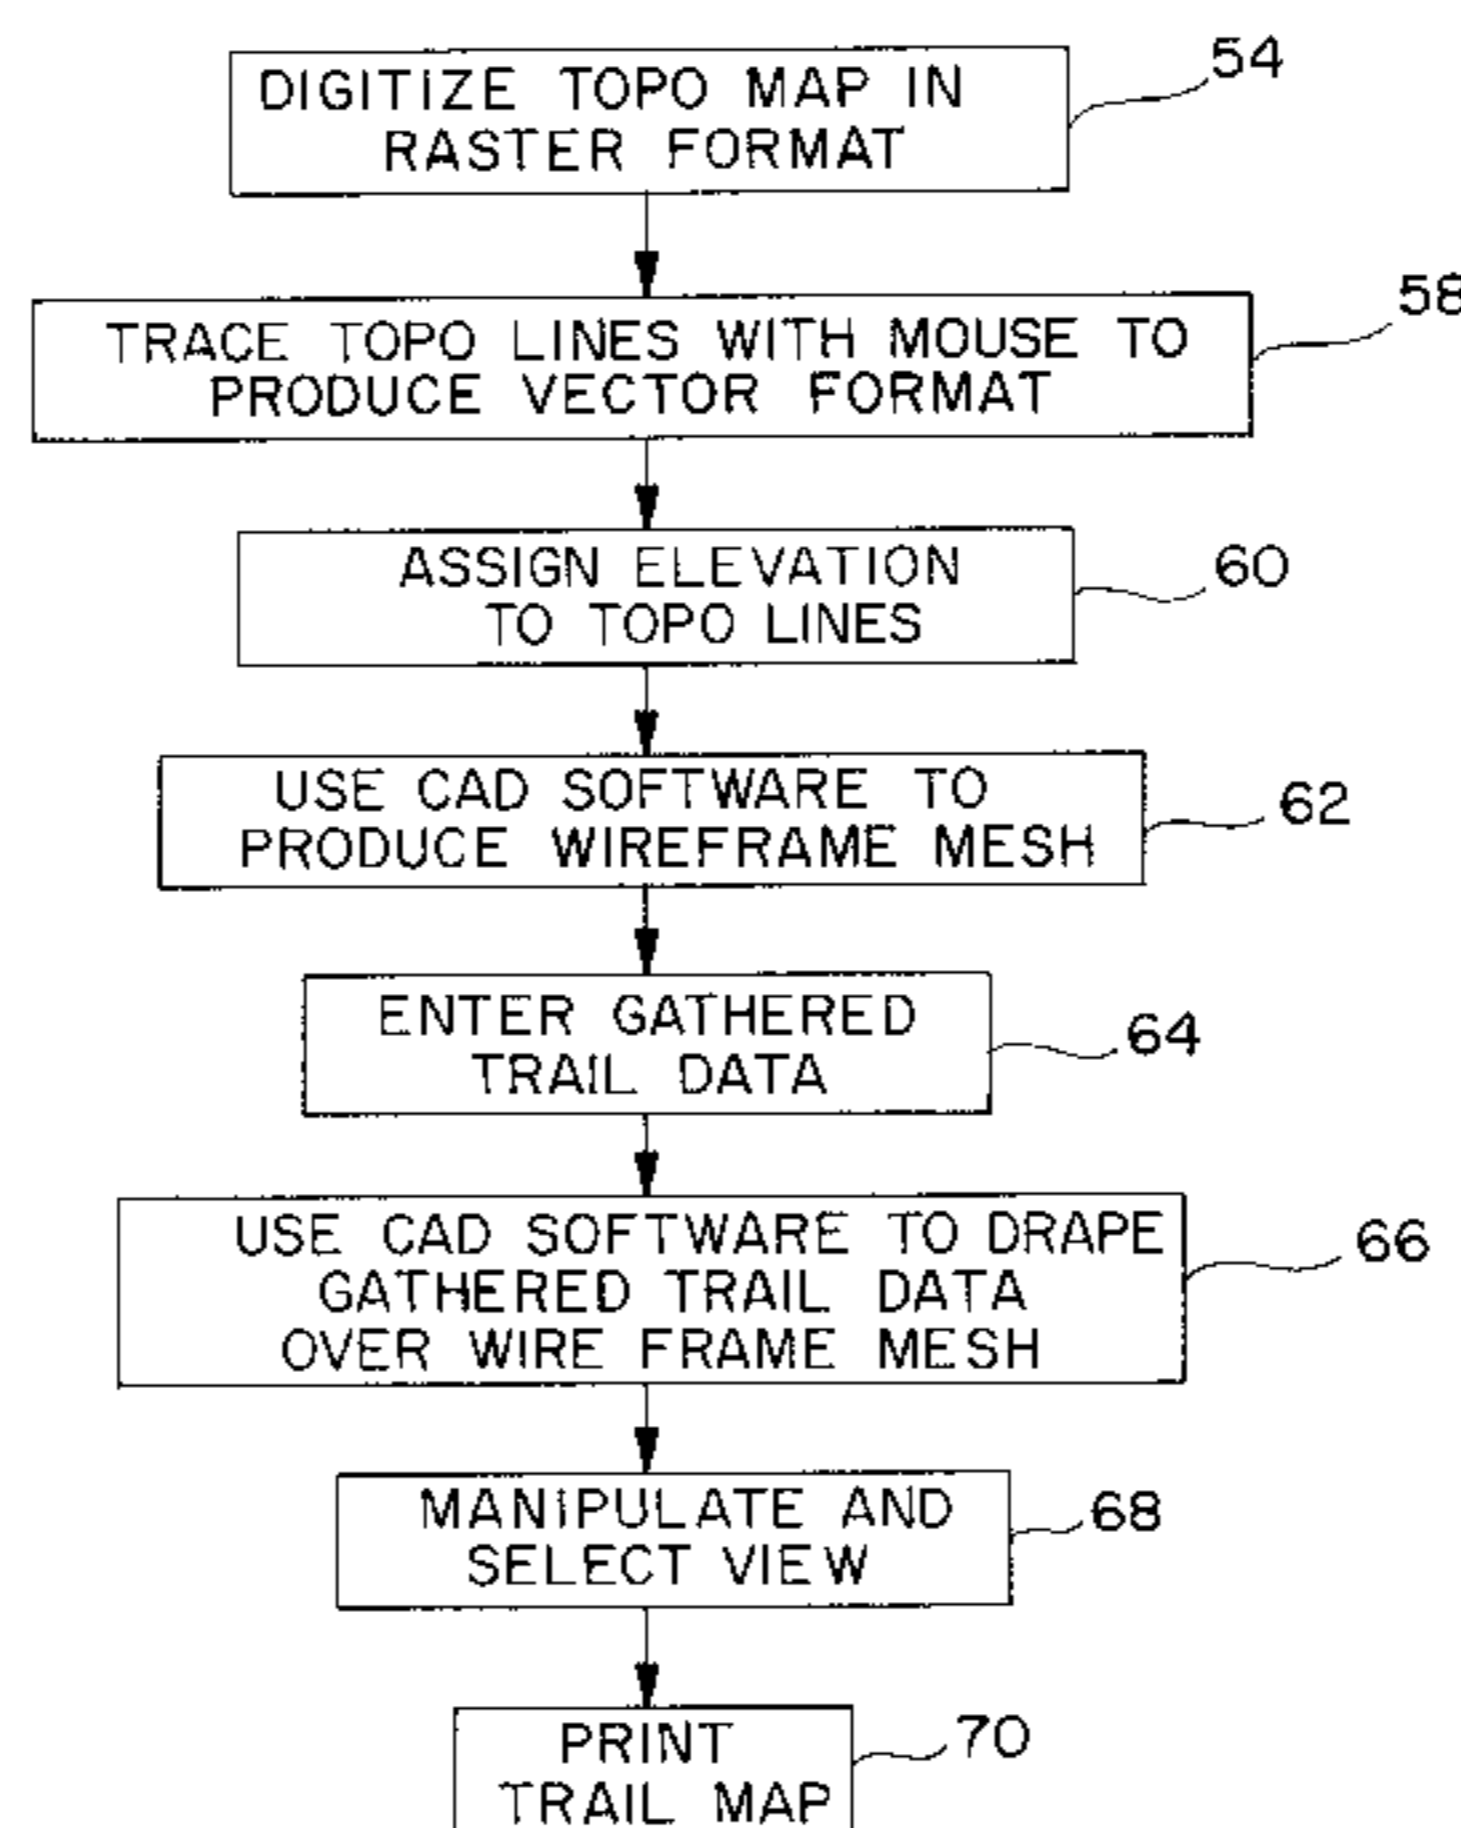 54
DIGITIZE TOPO MAP IN
RASTER FORMAT
58
TRACE TOPO LINES WITH MOUSE TO
PRODUCE VECTOR FORMAT
60
ASSIGN ELEVATION
TO TOPO LINES
62
USE CAD SOFTWARE TO
PRODUCE WIREFRAME MESH
64
ENTER GATHERED
TRAIL DATA
66
USE CAD SOFTWARE TO DRAPE
GATHERED TRAIL DATA
OVER WIRE FRAME MESH
68
MANIPULATE AND
SELECT VIEW
70
PRINT
TRAIL MAP